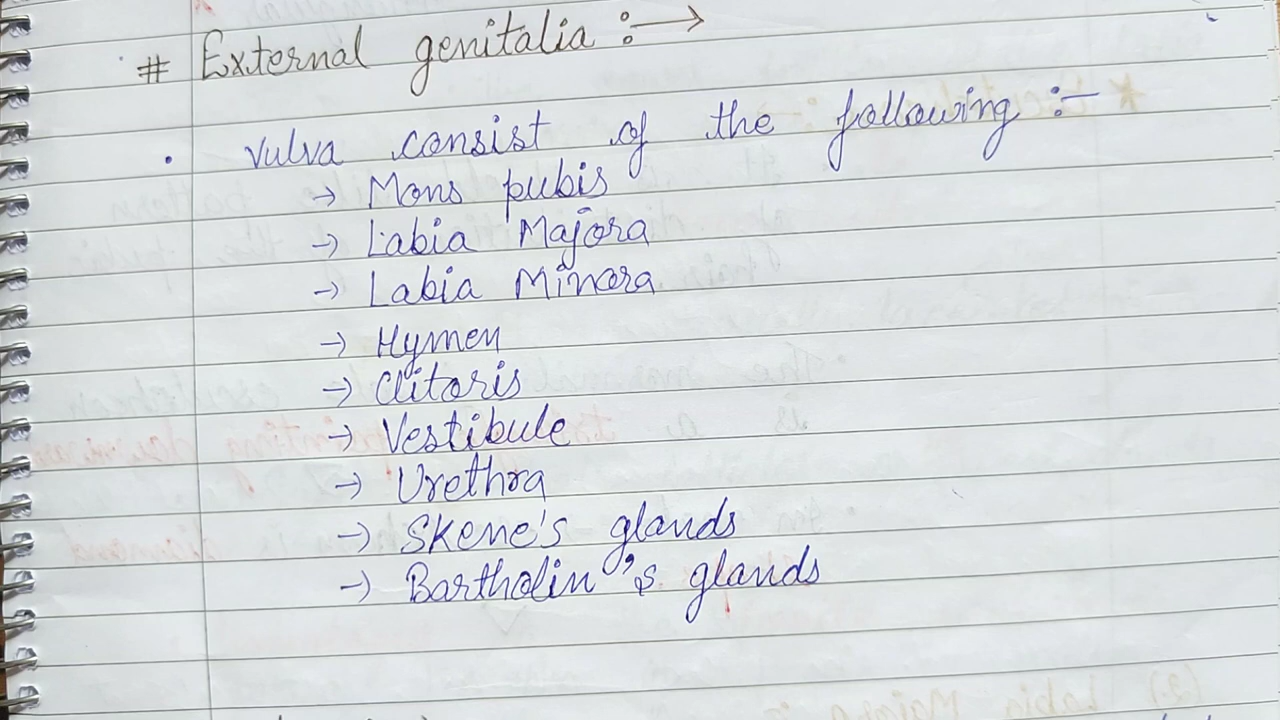 # External genitalia :→
• Vulva consist of the following :-
→ Mons pubis
→ Labia Majora
→ Labia Minora
→ Hymen
→ Clitoris
→ Vestibule
→ Urethra
→ Skene's glands
→ Bartholin's glands